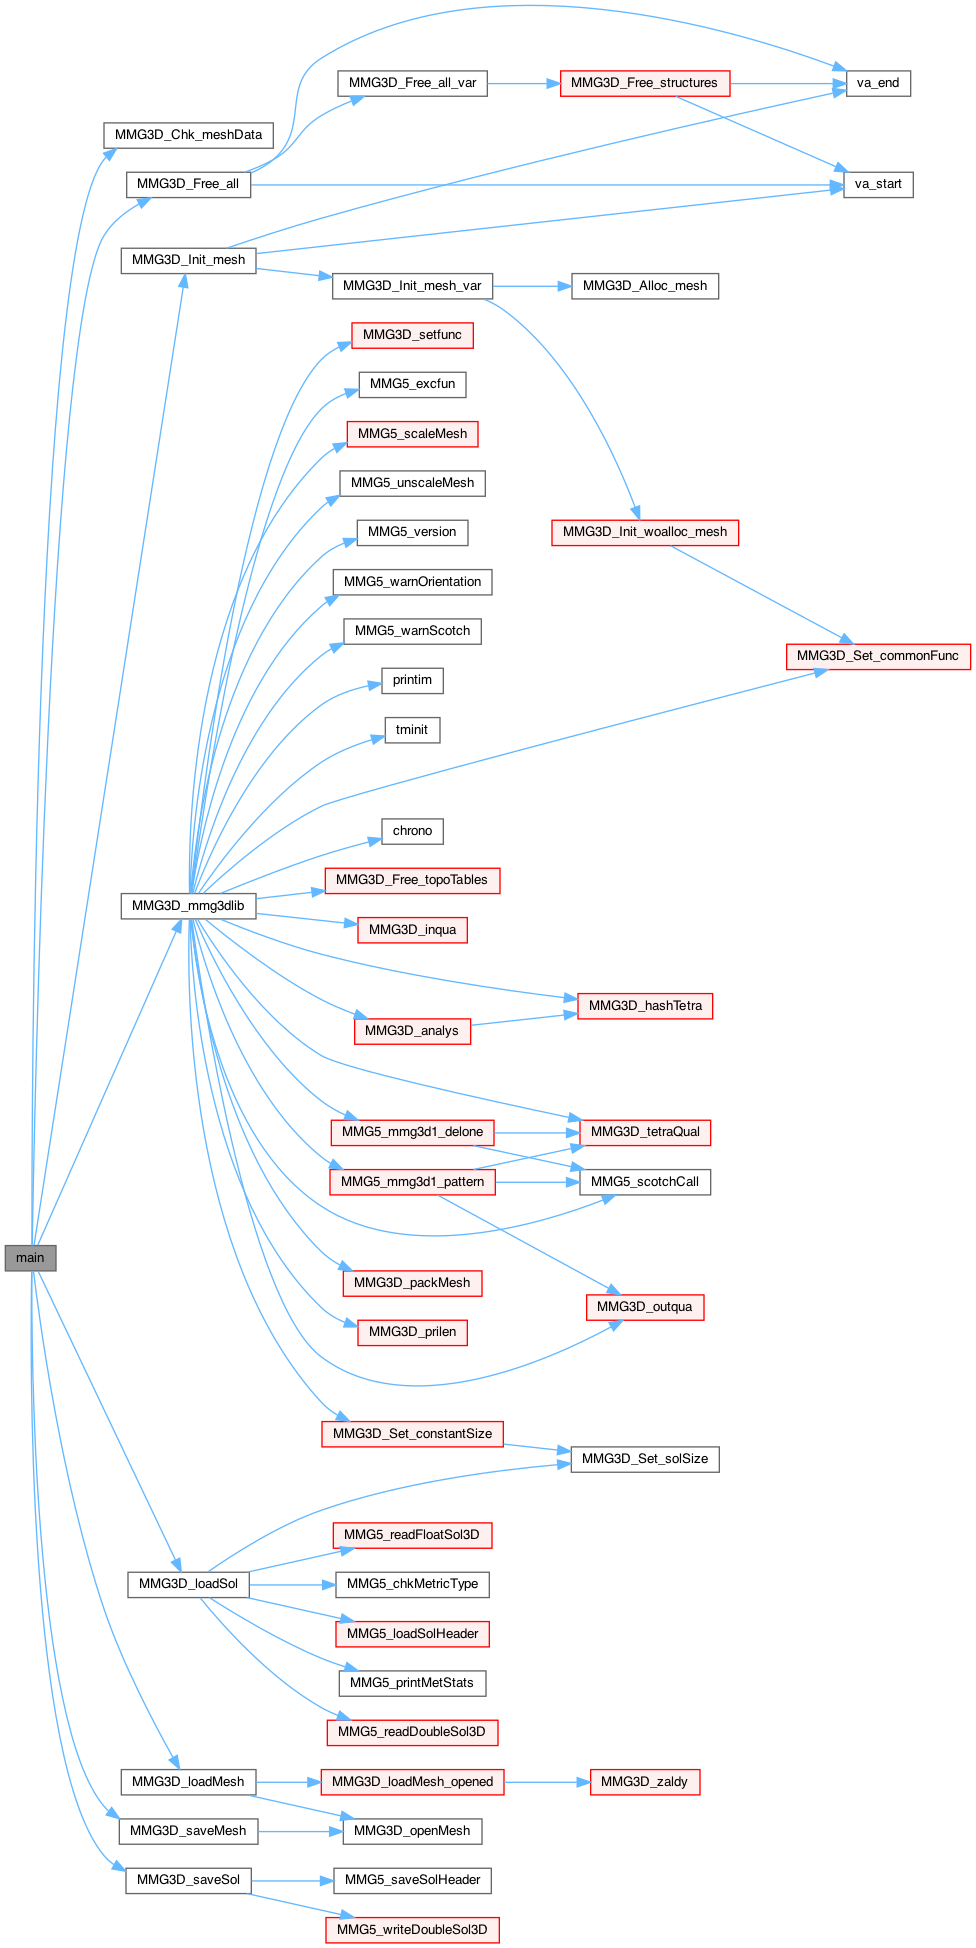 MMG3D_Free_all_var
MMG3D_Free_structures
va_end
MMG3D_Chk_meshData
MMG3D_Free_all
va_start
MMG3D_Init_mesh
MMG3D_Init_mesh_var
MMG3D_Alloc_mesh
MMG3D_setfunc
MMG5_excfun
MMG5_scaleMesh
MMG5_unscaleMesh
MMG5_version
MMG3D_Init_woalloc_mesh
MMG5_warnOrientation
MMG5_warnScotch
MMG3D_Set_commonFunc
printim
tminit
chrono
MMG3D_Free_topoTables
MMG3D_mmg3dlib
MMG3D_inqua
MMG3D_hashTetra
MMG3D_analys
MMG5_mmg3d1_delone
MMG3D_tetraQual
MMG5_mmg3d1_pattern
MMG5_scotchCall
main
MMG3D_packMesh
MMG3D_outqua
MMG3D_prilen
MMG3D_Set_constantSize
MMG3D_Set_solSize
MMG5_readFloatSol3D
MMG3D_loadSol
MMG5_chkMetricType
MMG5_loadSolHeader
MMG5_printMetStats
MMG5_readDoubleSol3D
MMG3D_loadMesh
MMG3D_loadMesh_opened
MMG3D_zaldy
MMG3D_saveMesh
MMG3D_openMesh
MMG3D_saveSol
MMG5_saveSolHeader
MMG5_writeDoubleSol3D